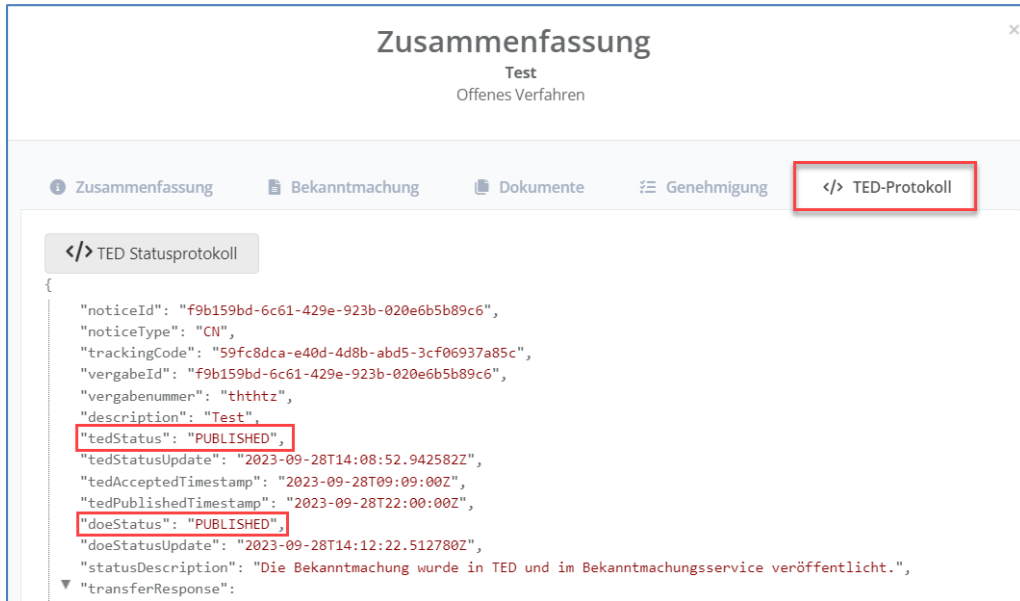 ×
Zusammenfassung
Test
Offenes Verfahren
Zusammenfassung Bekanntmachung Dokumente Genehmigung </> TED-Protokoll
</> TED Statusprotokoll
{
"noticeId": "f9b159bd-6c61-429e-923b-020e6b5b89c6",
"noticeType": "CN",
"trackingCode": "59fc8dca-e40d-4d8b-abd5-3cf06937a85c",
"vergabeId": "f9b159bd-6c61-429e-923b-020e6b5b89c6",
"vergabenummer": "ththtz",
"description": "Test",
"tedStatus": "PUBLISHED",
"tedStatusUpdate": "2023-09-28T14:08:52.942582Z",
"tedAcceptedTimestamp": "2023-09-28T09:09:00Z",
"tedPublishedTimestamp": "2023-09-28T22:00:00Z",
"doeStatus": "PUBLISHED",
"doeStatusUpdate": "2023-09-28T14:12:22.512780Z",
"statusDescription": "Die Bekanntmachung wurde in TED und im Bekanntmachungsservice veröffentlicht.",
"transferResponse":